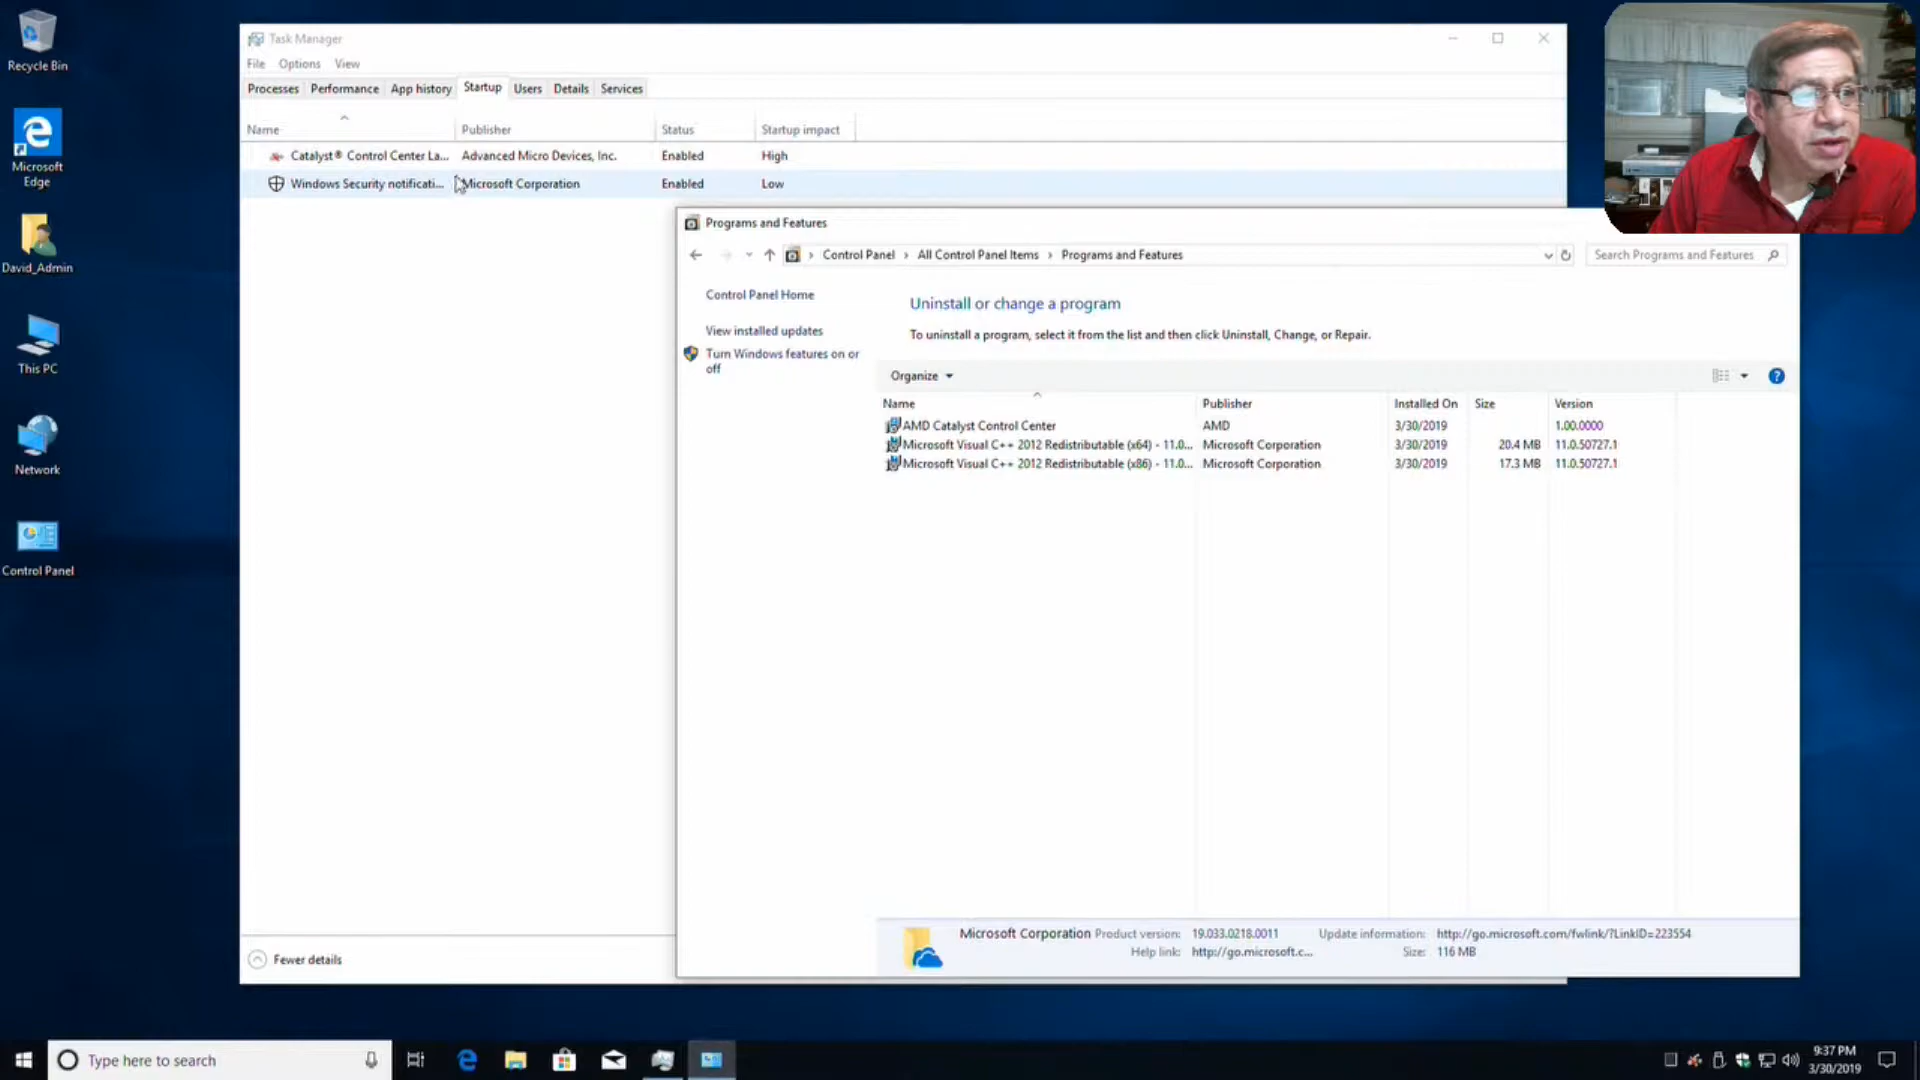 Recycle Bin
Microsoft
Edge
David_Admin
This PC
Network
Control Panel
Task Manager
File Options View
Processes Performance App history Startup Users Details Services
Name Publisher Status Startup impact
Catalyst® Control Center La... Advanced Micro Devices, Inc. Enabled High
Windows Security notificati... Microsoft Corporation Enabled Low
Fewer details
Programs and Features
Control Panel › All Control Panel Items › Programs and Features
Search Programs and Features
Control Panel Home
View installed updates
Turn Windows features on or
off
Uninstall or change a program
To uninstall a program, select it from the list and then click Uninstall, Change, or Repair.
Organize
Name Publisher Installed On Size Version
AMD Catalyst Control Center AMD 3/30/2019 1.00.0000
Microsoft Visual C++ 2012 Redistributable (x64) - 11.0... Microsoft Corporation 3/30/2019 20.4 MB 11.0.50727.1
Microsoft Visual C++ 2012 Redistributable (x86) - 11.0... Microsoft Corporation 3/30/2019 17.3 MB 11.0.50727.1
Microsoft Corporation Product version: 19.033.0218.0011 Update information: http://go.microsoft.com/fwlink/?LinkID=223554
Help link: http://go.microsoft.c... Size: 116 MB
Type here to search
9:37 PM
3/30/2019